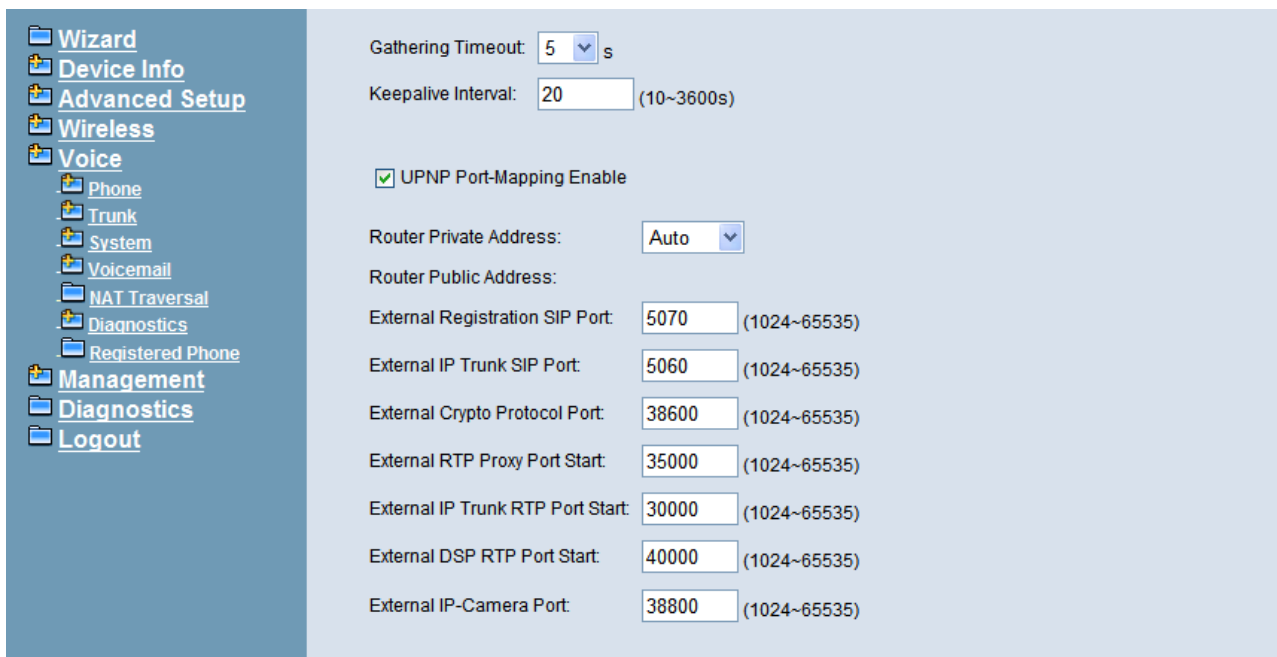 Wizard
Device Info
Advanced Setup
Wireless
Voice
Phone
Trunk
System
Voicemail
NAT Traversal
Diagnostics
Registered Phone
Management
Diagnostics
Logout
Gathering Timeout: 5 s
Keepalive Interval: 20 (10~3600s)
UPNP Port-Mapping Enable
Router Private Address: Auto
Router Public Address:
External Registration SIP Port: 5070 (1024~65535)
External IP Trunk SIP Port: 5060 (1024~65535)
External Crypto Protocol Port: 38600 (1024~65535)
External RTP Proxy Port Start: 35000 (1024~65535)
External IP Trunk RTP Port Start: 30000 (1024~65535)
External DSP RTP Port Start: 40000 (1024~65535)
External IP-Camera Port: 38800 (1024~65535)